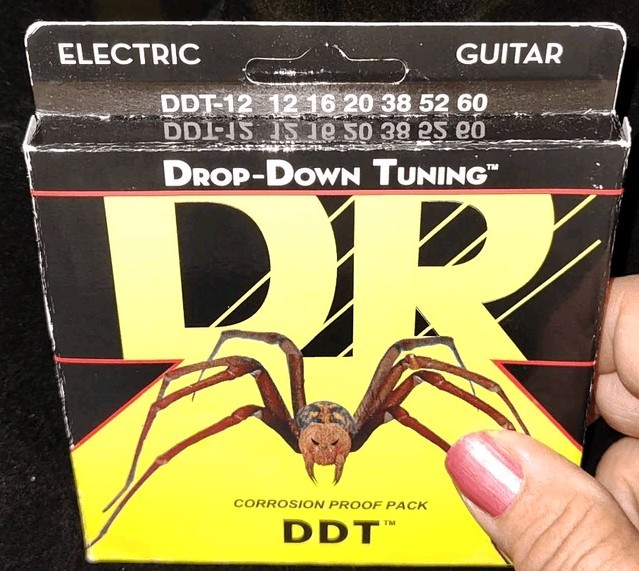 ELECTRIC GUITAR
DDT-12 12 16 20 38 52 60
DDT-12 12 16 20 38 52 60
DROP-DOWN TUNING™
DR
CORROSION PROOF PACK
DDT™